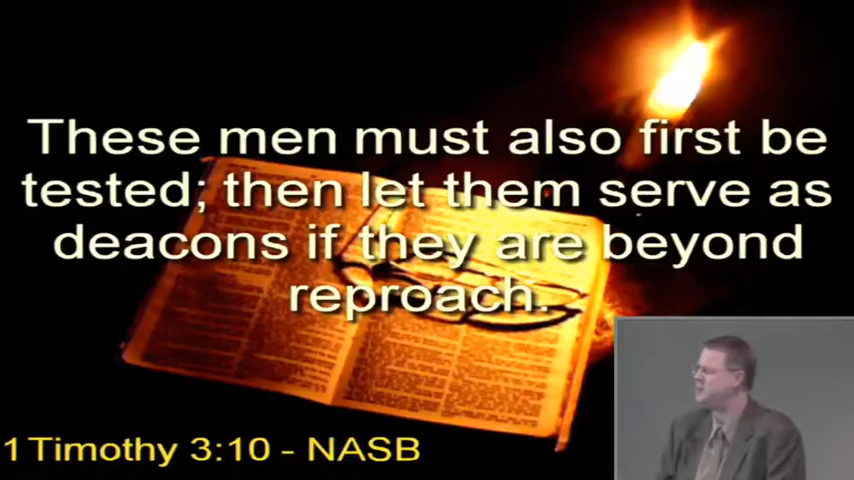 These men must also first be
tested; then let them serve as
deacons if they are beyond
reproach.
1 Timothy 3:10 - NASB